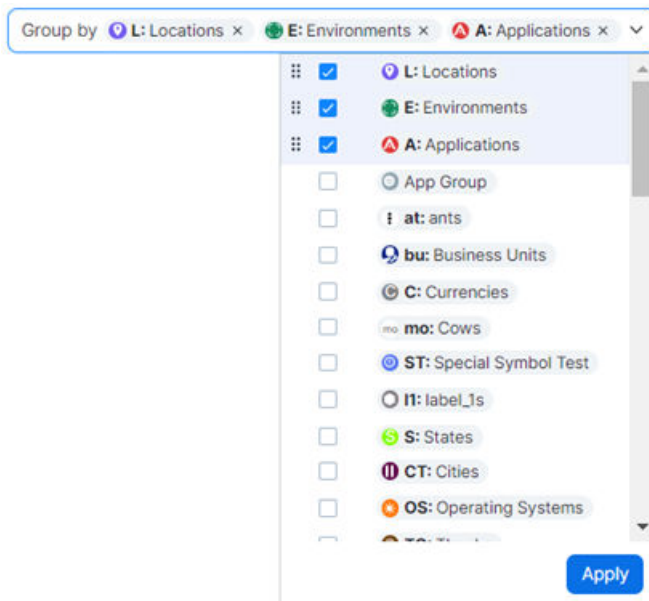 Group by L: Locations × E: Environments × A: Applications ×
L: Locations
E: Environments
A: Applications
App Group
at: ants
bu: Business Units
C: Currencies
mo mo: Cows
ST: Special Symbol Test
l1: label_1s
S: States
CT: Cities
OS: Operating Systems
Apply